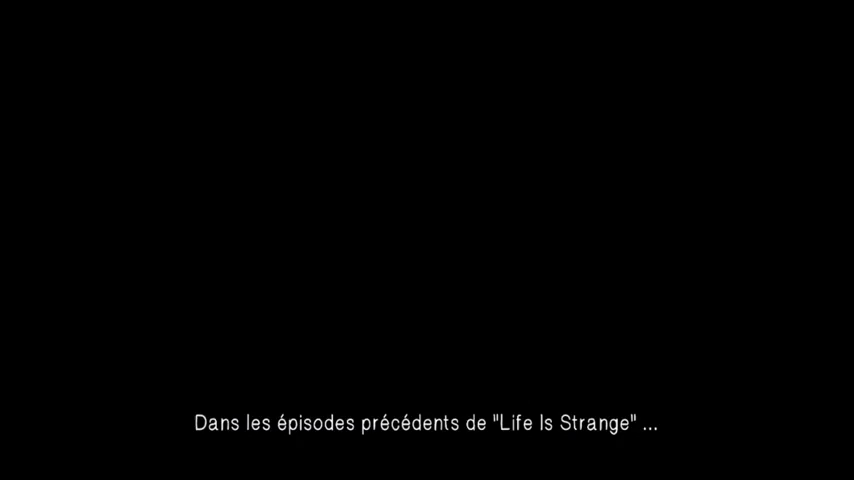 Dans les épisodes précédents de "Life Is Strange" ...